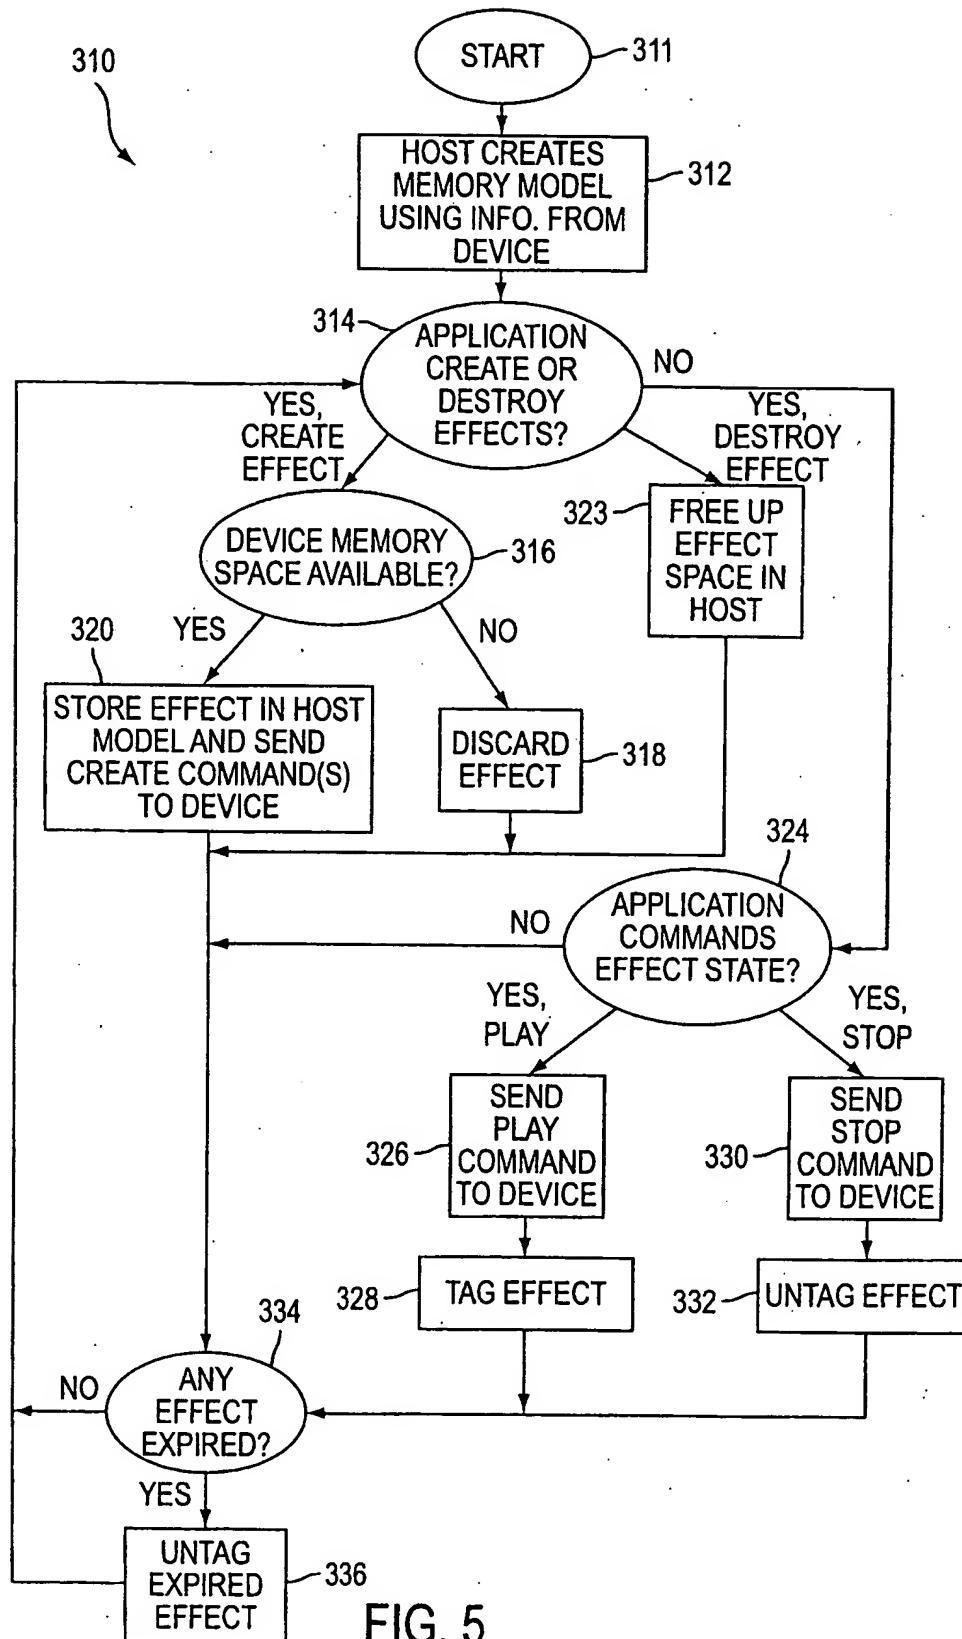 310
START
311
HOST CREATES
MEMORY MODEL
USING INFO. FROM
DEVICE
312
314
APPLICATION
CREATE OR
DESTROY
EFFECTS?
NO
YES,
CREATE
EFFECT
YES,
DESTROY
EFFECT
DEVICE MEMORY
SPACE AVAILABLE?
316
323
FREE UP
EFFECT
SPACE IN
HOST
YES
NO
320
STORE EFFECT IN HOST
MODEL AND SEND
CREATE COMMAND(S)
TO DEVICE
DISCARD
EFFECT
318
324
APPLICATION
COMMANDS
EFFECT STATE?
NO
YES,
PLAY
YES,
STOP
SEND
PLAY
COMMAND
TO DEVICE
326
SEND
STOP
COMMAND
TO DEVICE
330
328
TAG EFFECT
332
UNTAG EFFECT
334
ANY
EFFECT
EXPIRED?
NO
YES
UNTAG
EXPIRED
EFFECT
336
FIG. 5